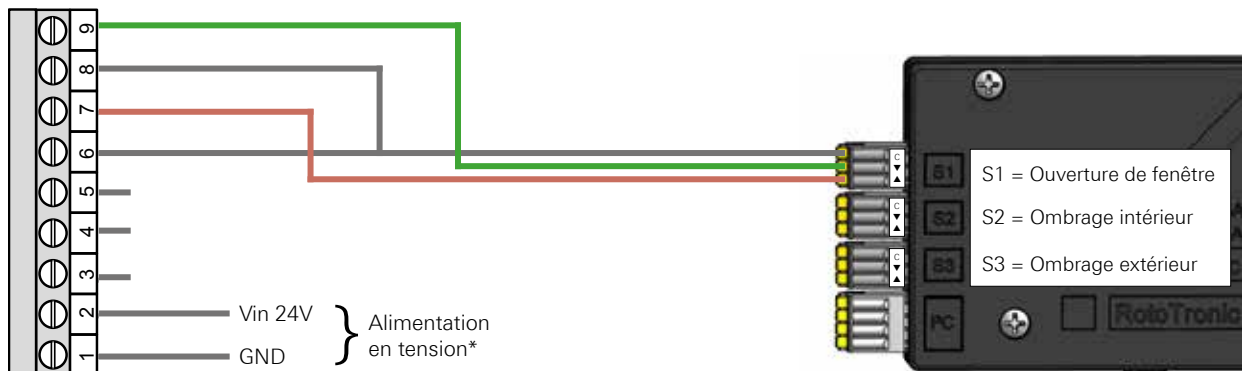 9
8
7
6
5
4
3
2
1
Vin 24V
GND
Alimentation
en tension*
C
▼
▲
C
▼
▲
C
▼
▲
S1
S2
S3
PC
S1 = Ouverture de fenêtre
S2 = Ombrage intérieur
S3 = Ombrage extérieur
RotoTronic